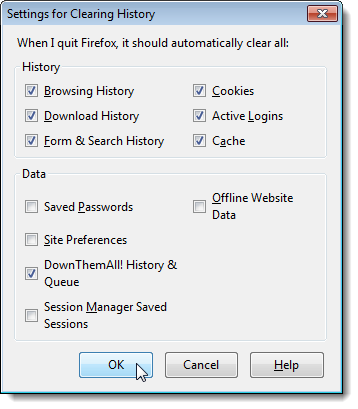 Settings for Clearing History
When I quit Firefox, it should automatically clear all:
History
Browsing History
Cookies
Download History
Active Logins
Form & Search History
Cache
Data
Saved Passwords
Offline Website
Data
Site Preferences
DownThemAll! History &
Queue
Session Manager Saved
Sessions
OK
Cancel
Help